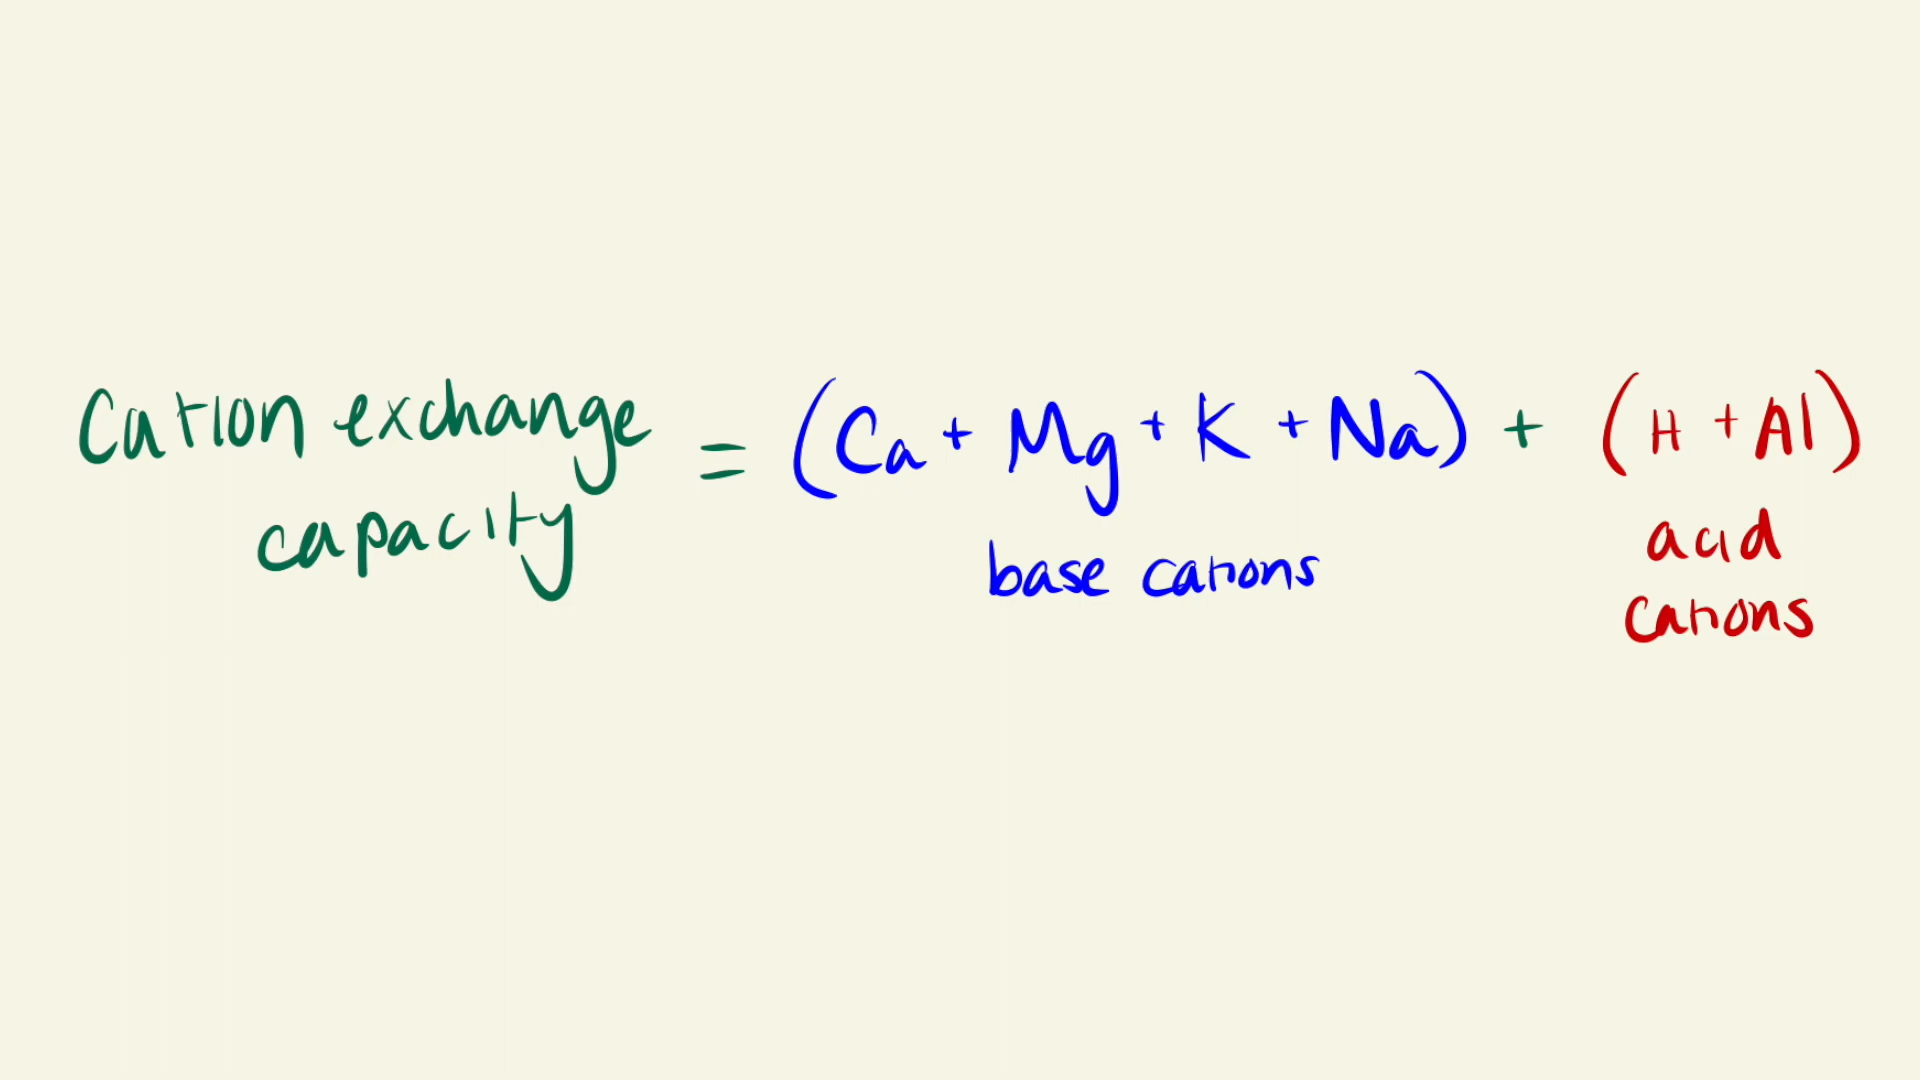 Cation exchange capacity = (Ca + Mg + K + Na) + (H + Al)
base cations
acid cations